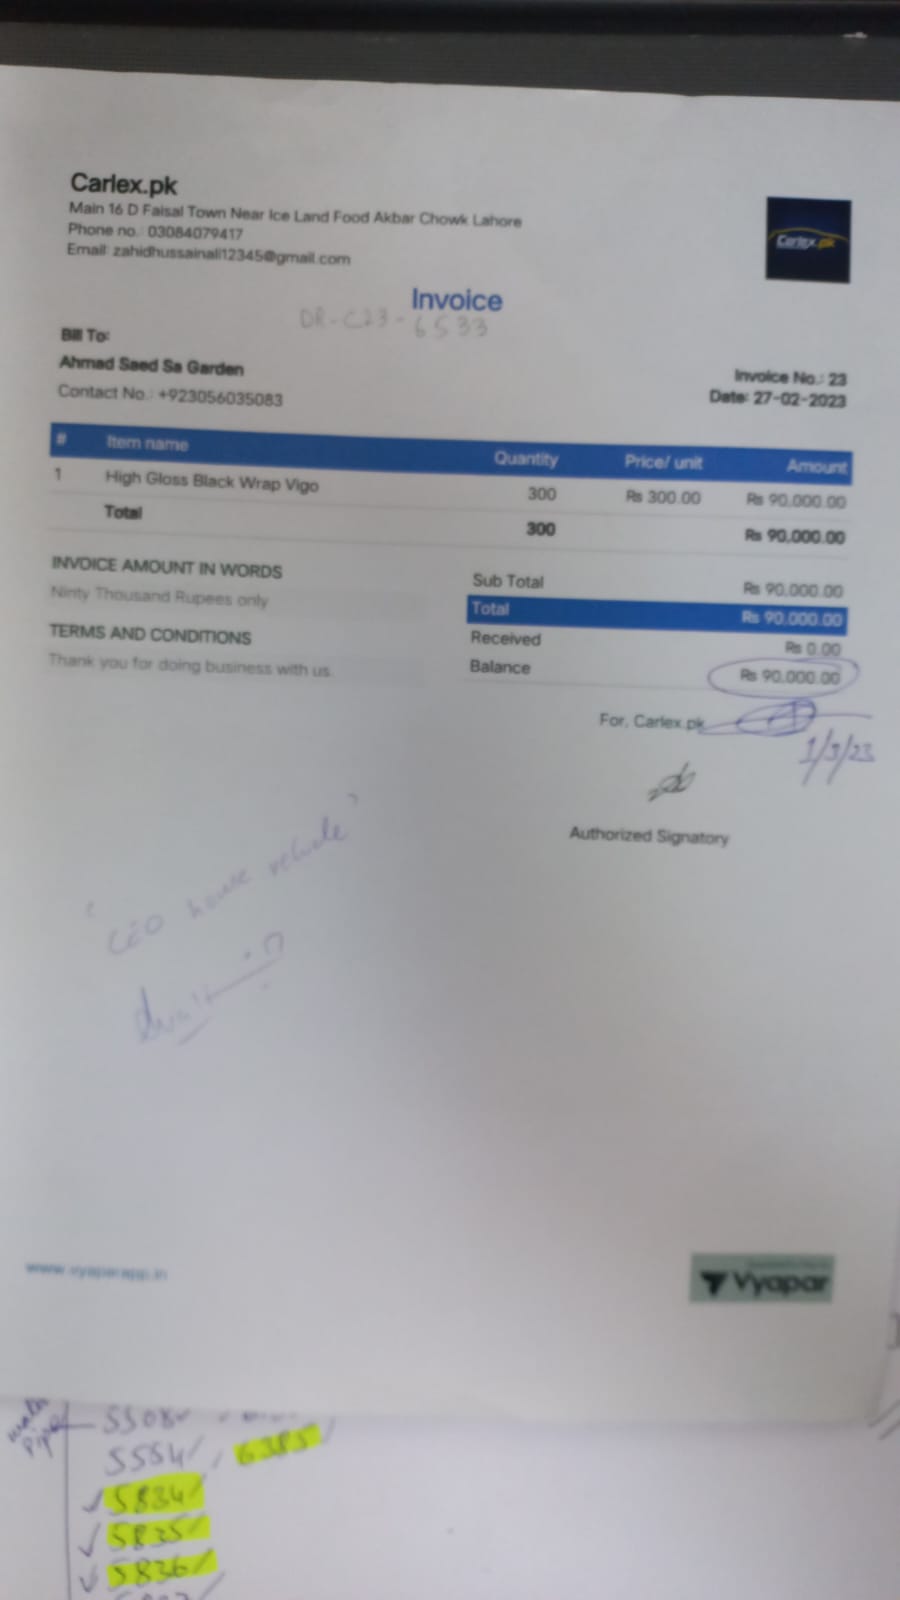 Carlex.pk
Main 16 D Faisal Town Near Ice Land Food Akbar Chowk Lahore
Phone no.: 03084079417
Email: zahidhussainali12345@gmail.com
Carlex.pk
Invoice
DR-C23-6533
Bill To:
Ahmad Saed Sa Garden
Contact No.: +923056035083
Invoice No.: 23
Date: 27-02-2023
# Item name Quantity Price/ unit Amount
1 High Gloss Black Wrap Vigo 300 Rs 300.00 Rs 90,000.00
Total 300 Rs 90,000.00
INVOICE AMOUNT IN WORDS
Ninty Thousand Rupees only
TERMS AND CONDITIONS
Thank you for doing business with us.
Sub Total Rs 90,000.00
Total Rs 90,000.00
Received Rs 0.00
Balance Rs 90,000.00
For, Carlex.pk
1/3/23
Authorized Signatory
"CEO house vehicle"
www.vyaparapp.in
Vyapar
5554 , 6385
5834
5835
5836